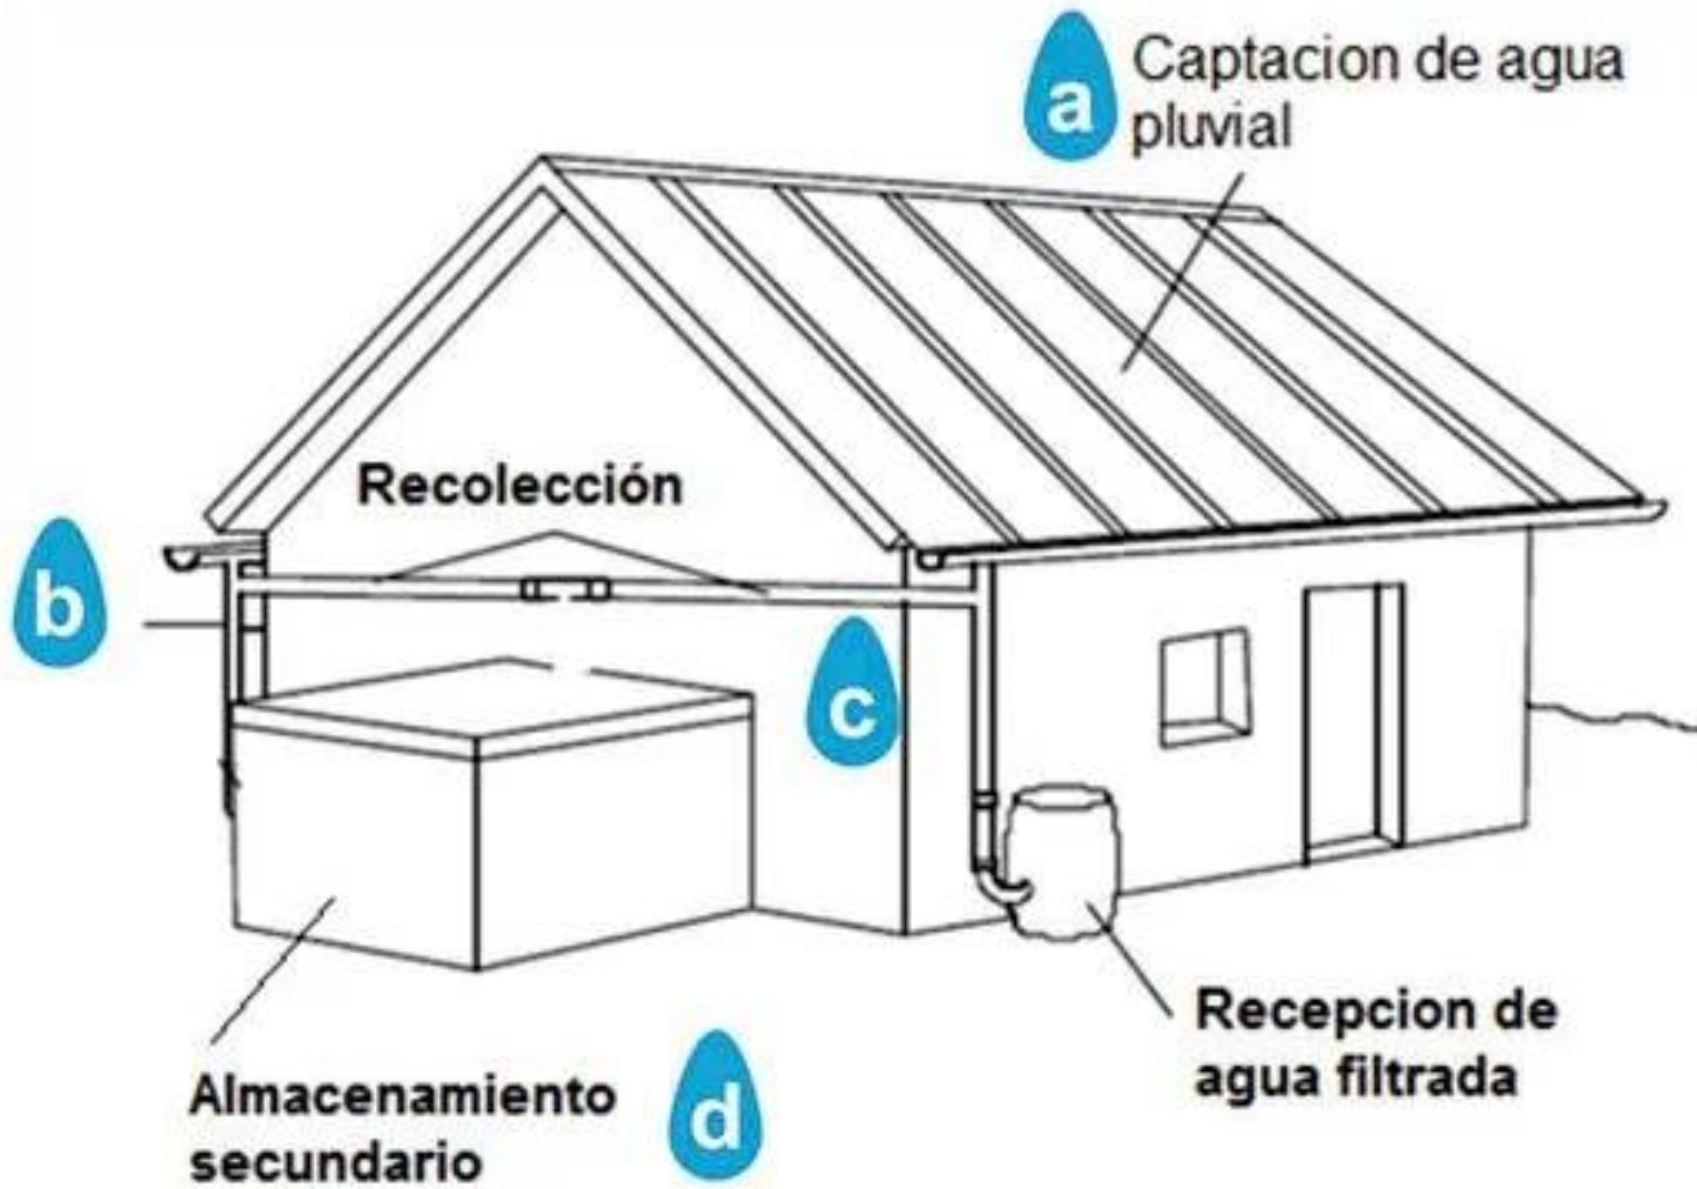 a
Captacion de agua
pluvial
Recolección
b
c
Recepcion de
agua filtrada
Almacenamiento
secundario
d